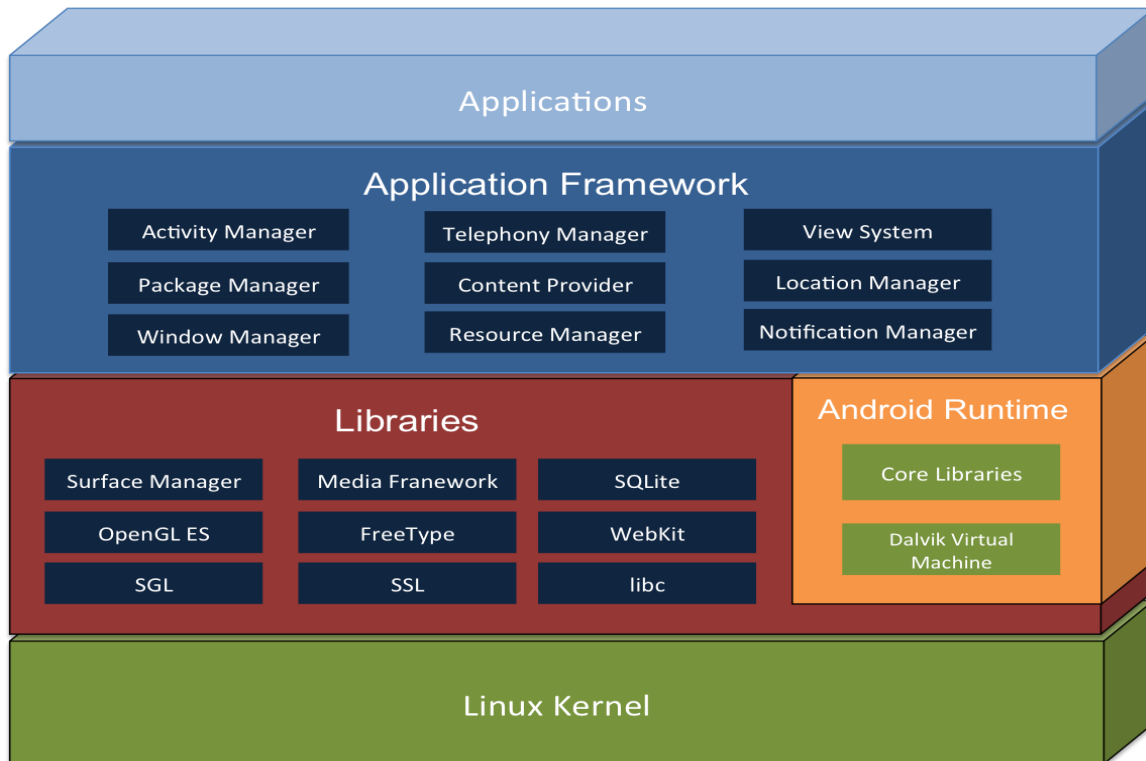 Applications
Application Framework
Activity Manager
Telephony Manager
View System
Package Manager
Content Provider
Location Manager
Window Manager
Resource Manager
Notification Manager
Libraries
Android Runtime
Surface Manager
Media Franework
SQLite
Core Libraries
OpenGL ES
FreeType
WebKit
Dalvik Virtual
Machine
SGL
SSL
libc
Linux Kernel